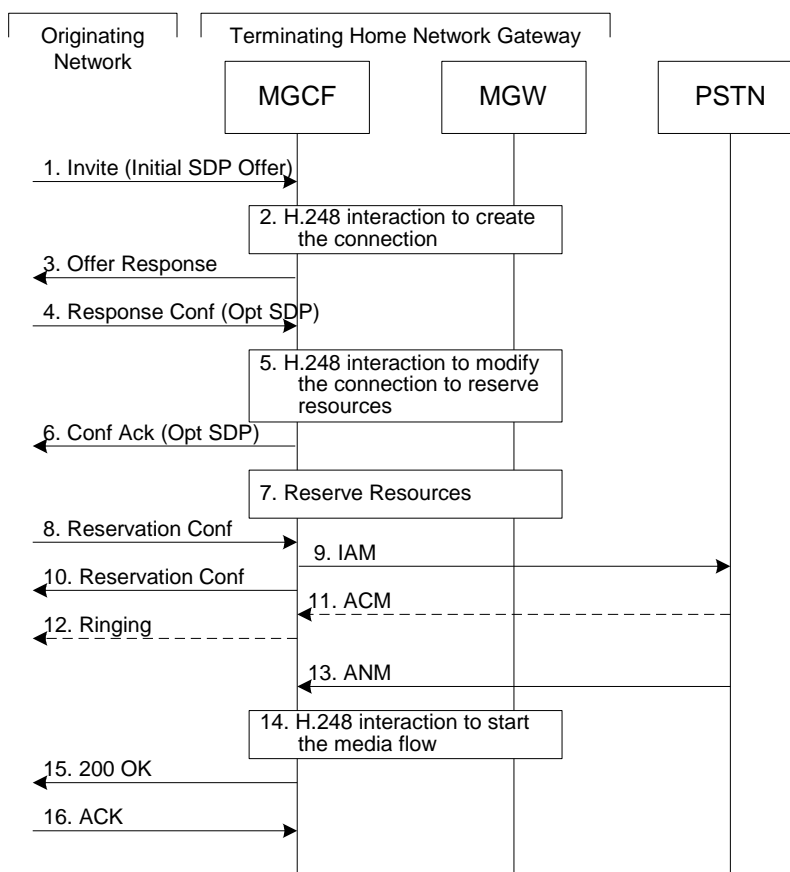 Originating
Network
Terminating Home Network Gateway
MGCF
MGW
PSTN
1. Invite (Initial SDP Offer)
2. H.248 interaction to create
the connection
3. Offer Response
4. Response Conf (Opt SDP)
5. H.248 interaction to modify
the connection to reserve
resources
6. Conf Ack (Opt SDP)
7. Reserve Resources
8. Reservation Conf
9. IAM
10. Reservation Conf
11. ACM
12. Ringing
13. ANM
14. H.248 interaction to start
the media flow
15. 200 OK
16. ACK